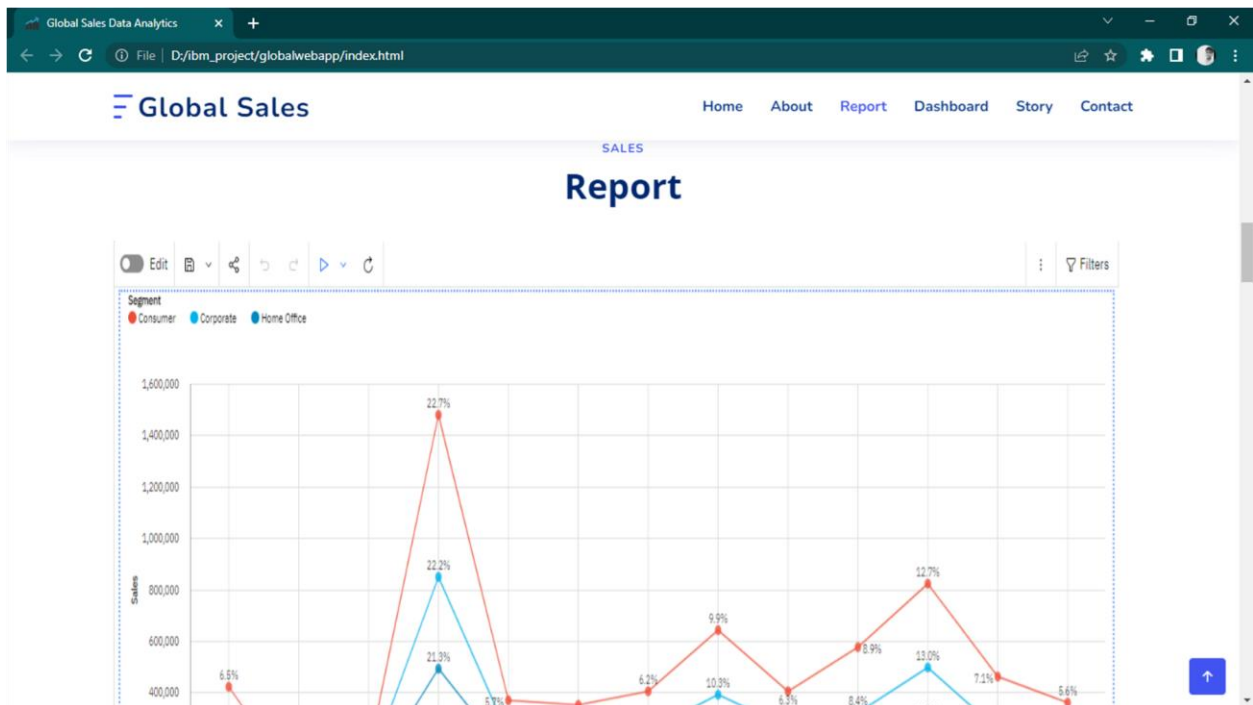 Global Sales Data Analytics
File | D:/ibm_project/globalwebapp/index.html
Global Sales
Home About Report Dashboard Story Contact
SALES
Report
Edit
Filters
Segment
Consumer Corporate Home Office
1,600,000
22.7%
1,400,000
1,200,000
1,000,000
22.2%
12.7%
Sales
800,000
9.9%
600,000
8.9%
21.3%
13.0%
6.5%
6.2%
10.3%
7.1%
400,000
6.3%
8.4%
5.6%